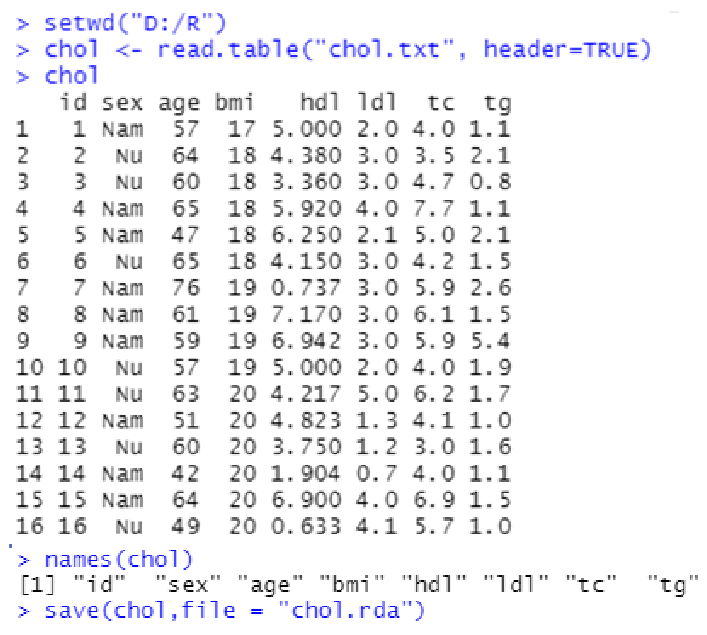 > setwd("D:/R")
> chol <- read.table("chol.txt", header=TRUE)
> chol
   id sex age bmi   hdl ldl  tc  tg
1   1 Nam  57  17 5.000 2.0 4.0 1.1
2   2  Nu  64  18 4.380 3.0 3.5 2.1
3   3  Nu  60  18 3.360 3.0 4.7 0.8
4   4 Nam  65  18 5.920 4.0 7.7 1.1
5   5 Nam  47  18 6.250 2.1 5.0 2.1
6   6  Nu  65  18 4.150 3.0 4.2 1.5
7   7 Nam  76  19 0.737 3.0 5.9 2.6
8   8 Nam  61  19 7.170 3.0 6.1 1.5
9   9 Nam  59  19 6.942 3.0 5.9 5.4
10 10  Nu  57  19 5.000 2.0 4.0 1.9
11 11  Nu  63  20 4.217 5.0 6.2 1.7
12 12 Nam  51  20 4.823 1.3 4.1 1.0
13 13  Nu  60  20 3.750 1.2 3.0 1.6
14 14 Nam  42  20 1.904 0.7 4.0 1.1
15 15 Nam  64  20 6.900 4.0 6.9 1.5
16 16  Nu  49  20 0.633 4.1 5.7 1.0
> names(chol)
[1] "id"  "sex" "age" "bmi" "hdl" "ldl" "tc"  "tg"
> save(chol,file = "chol.rda")